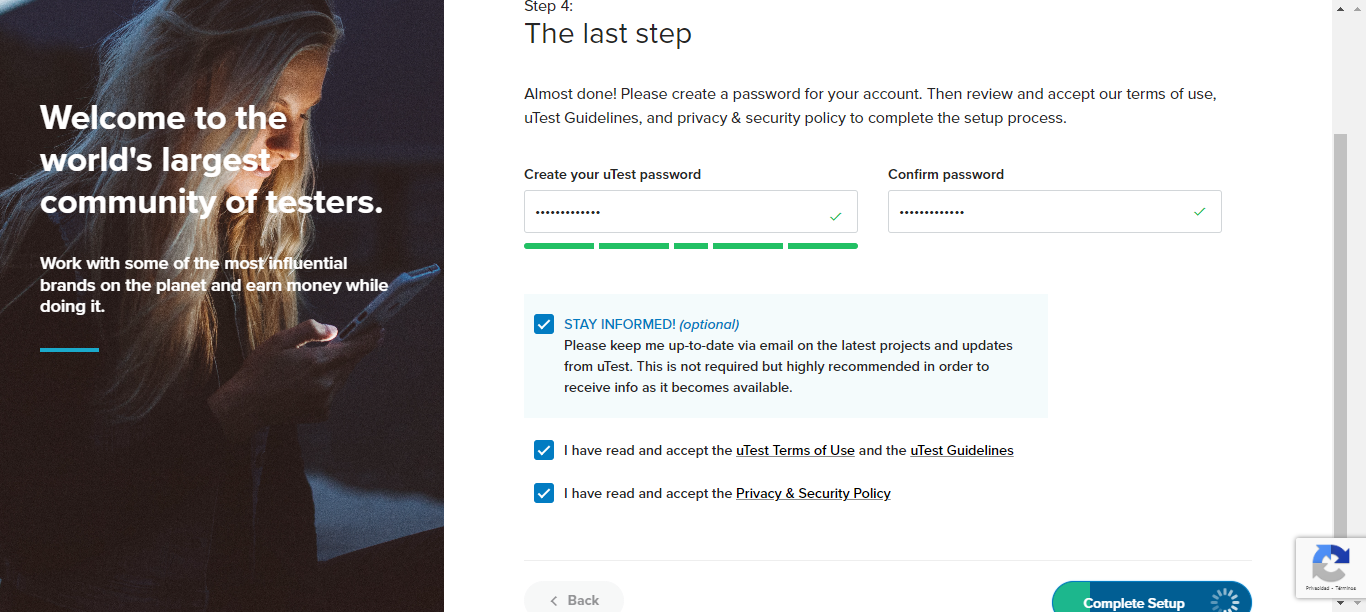 Step 4:
The last step
Welcome to the
world's largest
community of testers.
Work with some of the most influential
brands on the planet and earn money while
doing it.
Almost done! Please create a password for your account. Then review and accept our terms of use,
uTest Guidelines, and privacy & security policy to complete the setup process.
Create your uTest password
Confirm password
STAY INFORMED! (optional)
Please keep me up-to-date via email on the latest projects and updates
from uTest. This is not required but highly recommended in order to
receive info as it becomes available.
I have read and accept the uTest Terms of Use and the uTest Guidelines
I have read and accept the Privacy & Security Policy
Back
Complete Setup
Privacidad - Términos